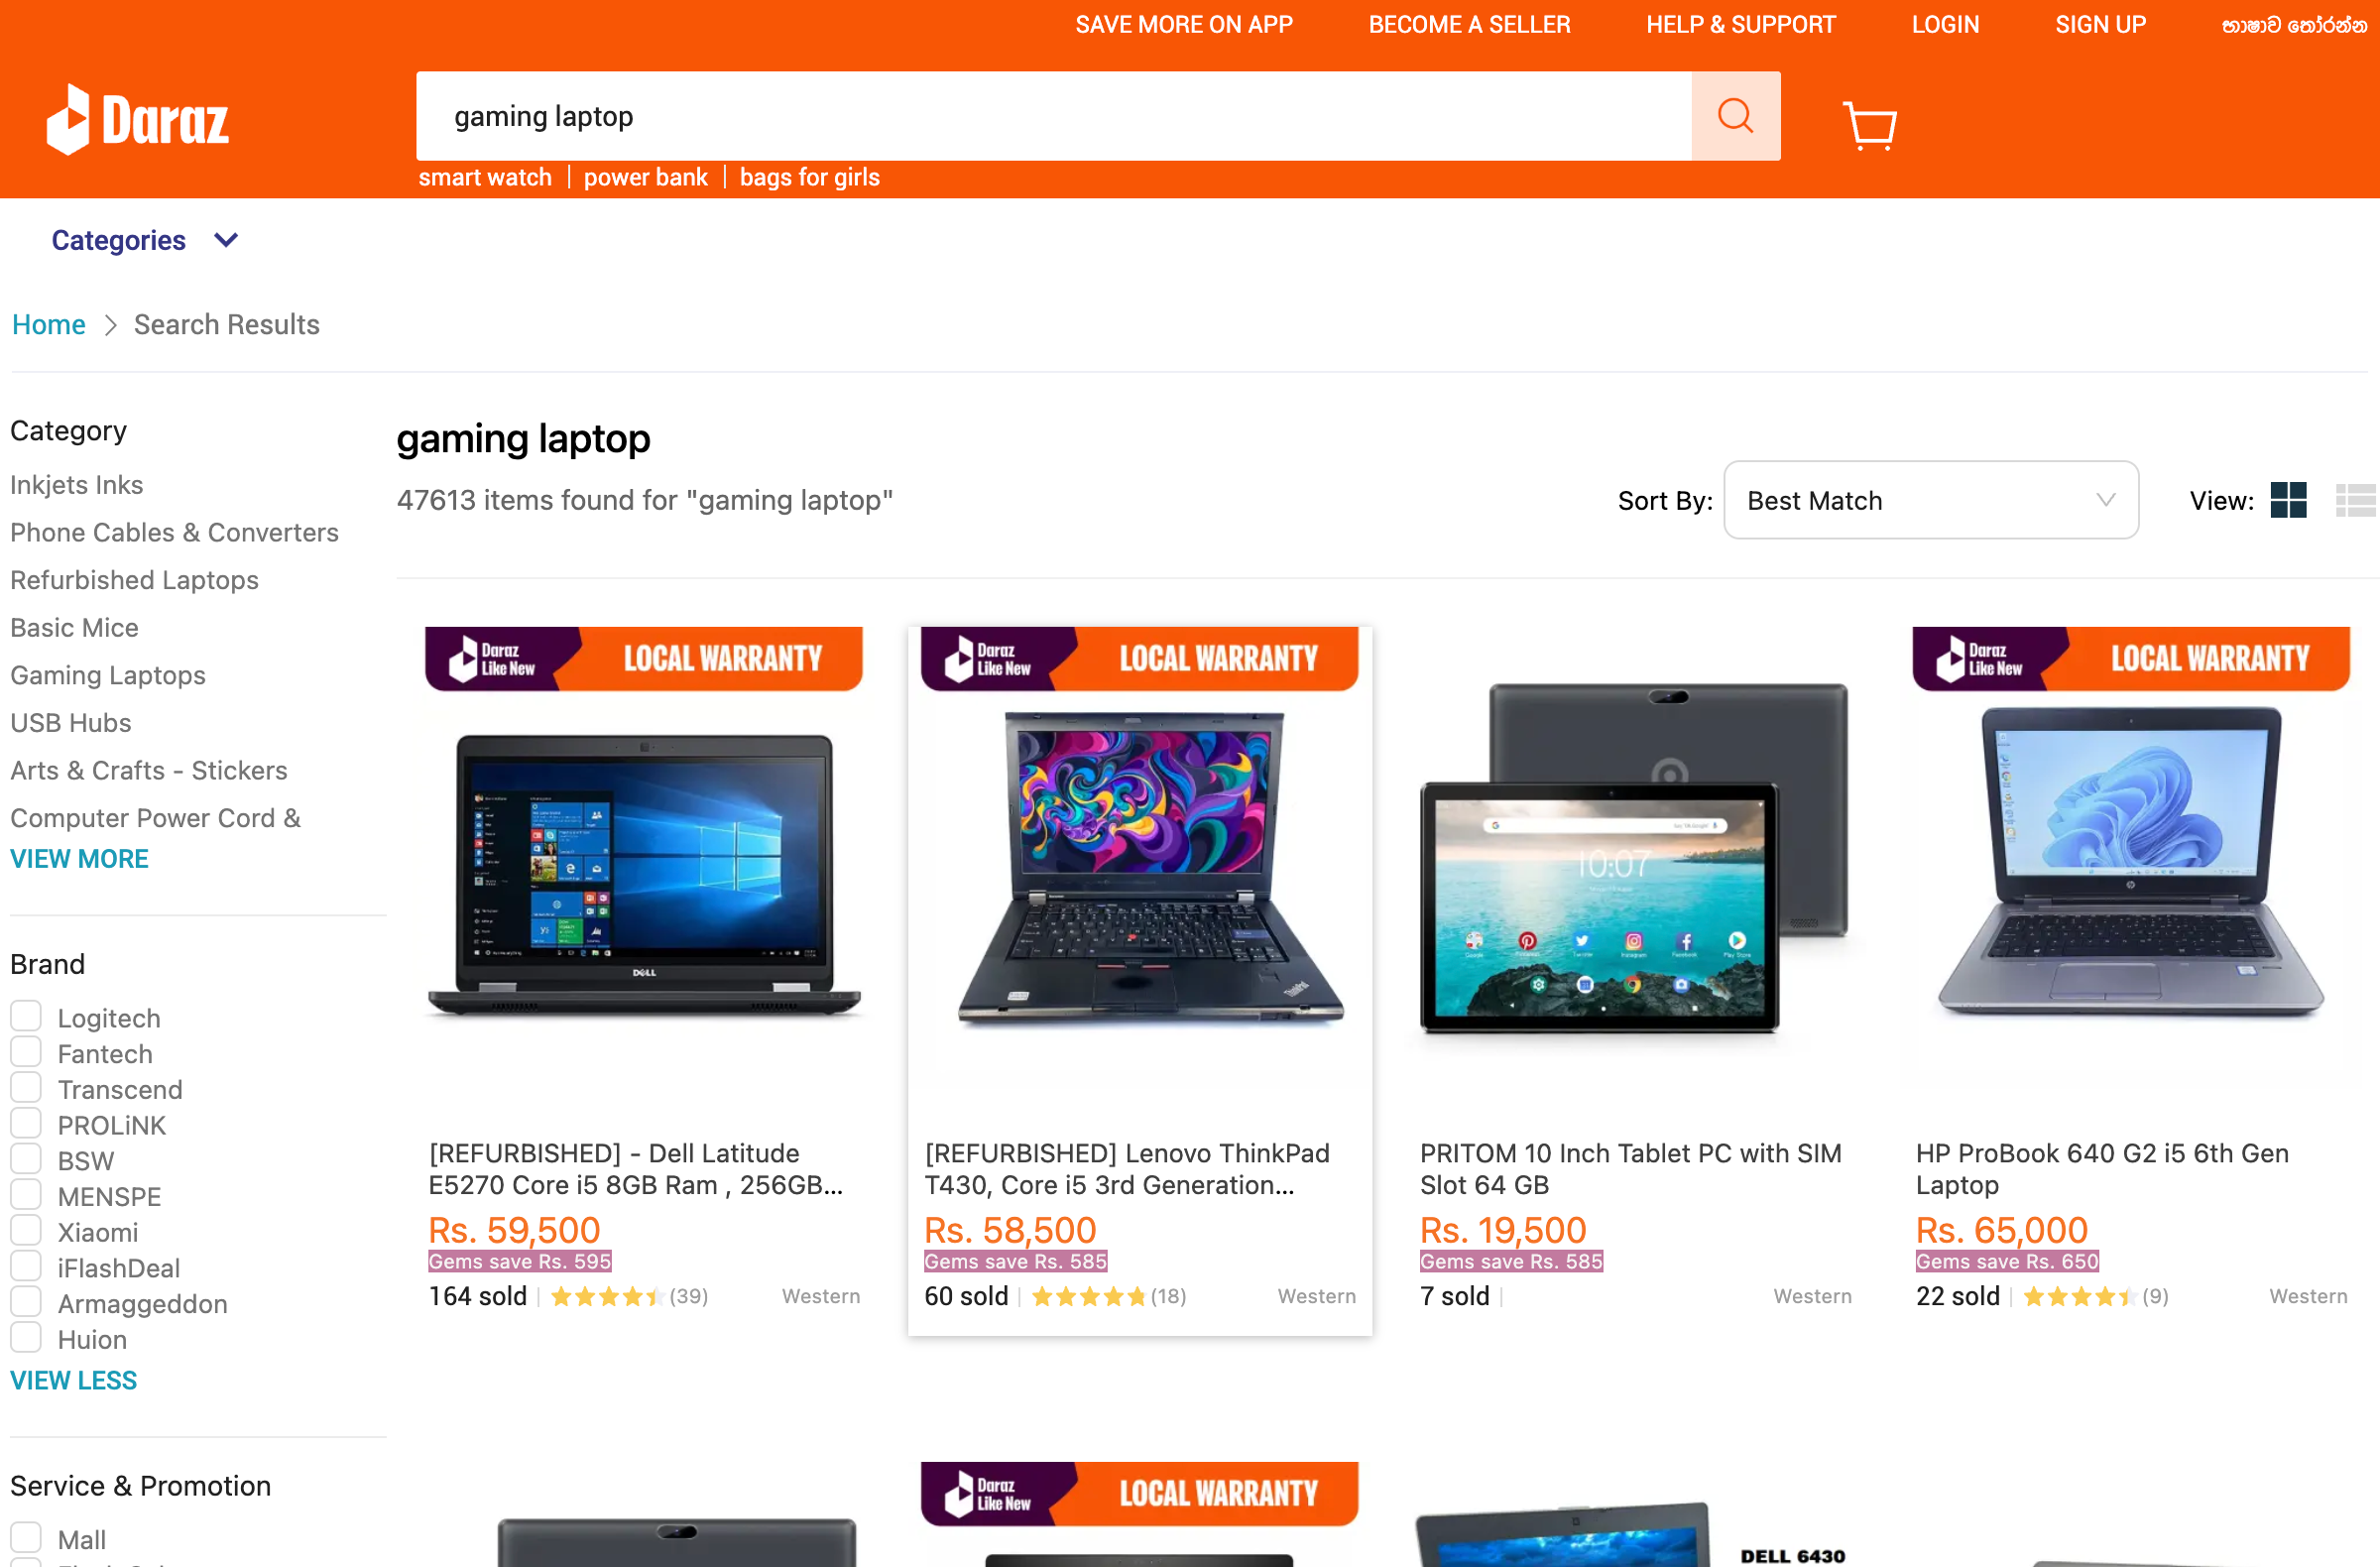 SAVE MORE ON APP
BECOME A SELLER
HELP & SUPPORT
LOGIN
SIGN UP
භාෂාව තෝරන්න
Daraz
gaming laptop
smart watch
power bank
bags for girls
Categories
Home
Search Results
Category
Inkjets Inks
Phone Cables & Converters
Refurbished Laptops
Basic Mice
Gaming Laptops
USB Hubs
Arts & Crafts - Stickers
Computer Power Cord &
VIEW MORE
Brand
Logitech
Fantech
Transcend
PROLiNK
BSW
MENSPE
Xiaomi
iFlashDeal
Armaggeddon
Huion
VIEW LESS
Service & Promotion
Mall
gaming laptop
47613 items found for "gaming laptop"
Sort By:
Best Match
View:
Daraz
Like New
LOCAL WARRANTY
DELL
[REFURBISHED] - Dell Latitude
E5270 Core i5 8GB Ram , 256GB...
Rs. 59,500
Gems save Rs. 595
164 sold
(39)
Western
Daraz
Like New
LOCAL WARRANTY
ThinkPad
[REFURBISHED] Lenovo ThinkPad
T430, Core i5 3rd Generation...
Rs. 58,500
Gems save Rs. 585
60 sold
(18)
Western
10:07
PRITOM 10 Inch Tablet PC with SIM
Slot 64 GB
Rs. 19,500
Gems save Rs. 585
7 sold
Western
Daraz
Like New
LOCAL WARRANTY
HP ProBook 640 G2 i5 6th Gen
Laptop
Rs. 65,000
Gems save Rs. 650
22 sold
(9)
Western
Daraz
Like New
LOCAL WARRANTY
DELL 6430